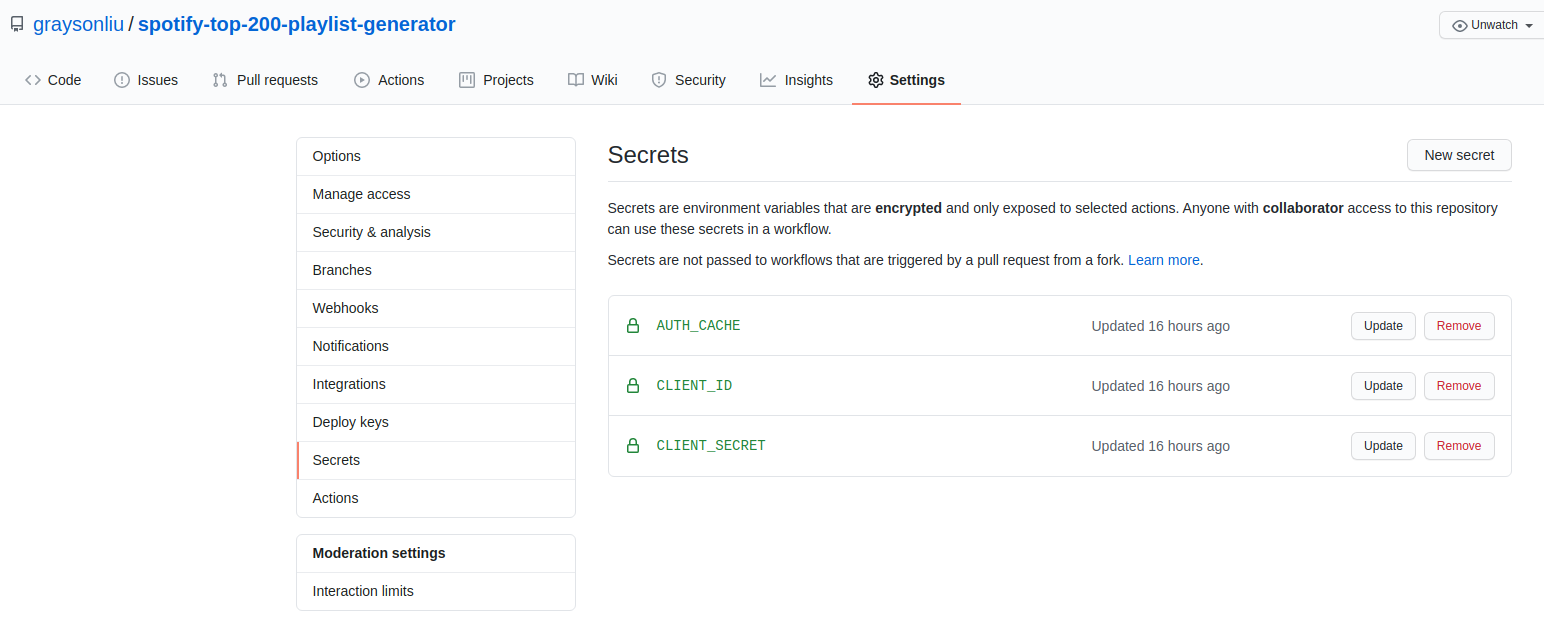 graysonliu / spotify-top-200-playlist-generator
Unwatch
Code Issues Pull requests Actions Projects Wiki Security Insights Settings
Options
Manage access
Security & analysis
Branches
Webhooks
Notifications
Integrations
Deploy keys
Secrets
Actions
Moderation settings
Interaction limits
Secrets
New secret
Secrets are environment variables that are encrypted and only exposed to selected actions. Anyone with collaborator access to this repository
can use these secrets in a workflow.
Secrets are not passed to workflows that are triggered by a pull request from a fork. Learn more.
AUTH_CACHE Updated 16 hours ago Update Remove
CLIENT_ID Updated 16 hours ago Update Remove
CLIENT_SECRET Updated 16 hours ago Update Remove